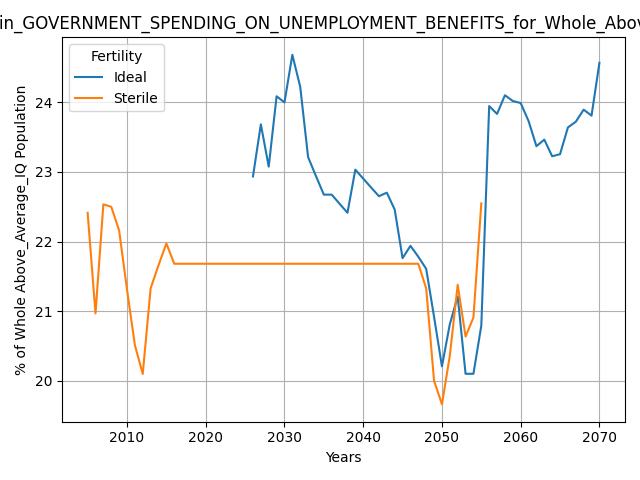 in_GOVERNMENT_SPENDING_ON_UNEMPLOYMENT_BENEFITS_for_Whole_Above
Fertility
Ideal
Sterile
% of Whole Above_Average_IQ Population
24
23
22
21
20
2010 2020 2030 2040 2050 2060 2070
Years